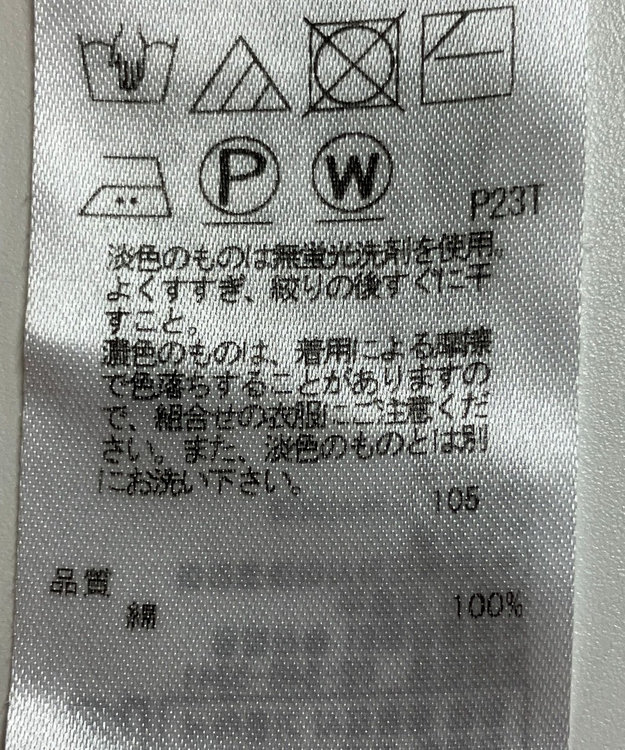 P W P23T
淡色のものは無蛍光洗剤を使用。
よくすすぎ、絞りの後すぐに干
すこと。
濃色のものは、着用による摩擦
で色落ちすることがありますの
で、組合せの衣服にご注意くだ
さい。また、淡色のものとは別
にお洗い下さい。
105
品質
綿 100%